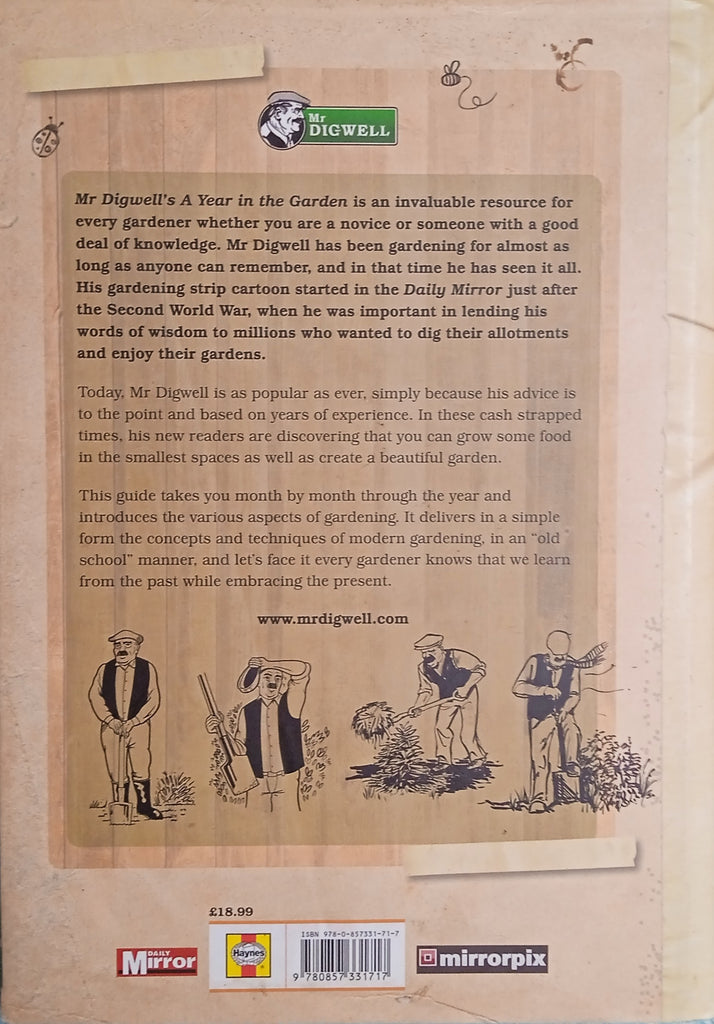 Mr
DIGWELL
Mr Digwell's A Year in the Garden is an invaluable resource for
every gardener whether you are a novice or someone with a good
deal of knowledge. Mr Digwell has been gardening for almost as
long as anyone can remember, and in that time he has seen it all.
His gardening strip cartoon started in the Daily Mirror just after
the Second World War, when he was important in lending his
words of wisdom to millions who wanted to dig their allotments
and enjoy their gardens.
Today, Mr Digwell is as popular as ever, simply because his advice is
to the point and based on years of experience. In these cash strapped
times, his new readers are discovering that you can grow some food
in the smallest spaces as well as create a beautiful garden.
This guide takes you month by month through the year and
introduces the various aspects of gardening. It delivers in a simple
form the concepts and techniques of modern gardening, in an "old
school" manner, and let's face it every gardener knows that we learn
from the past while embracing the present.
www.mrdigwell.com
£18.99
DAILY
Mirror
Haynes
ISBN 978-0-857331-71-7
9 780857 331717
mirrorpix